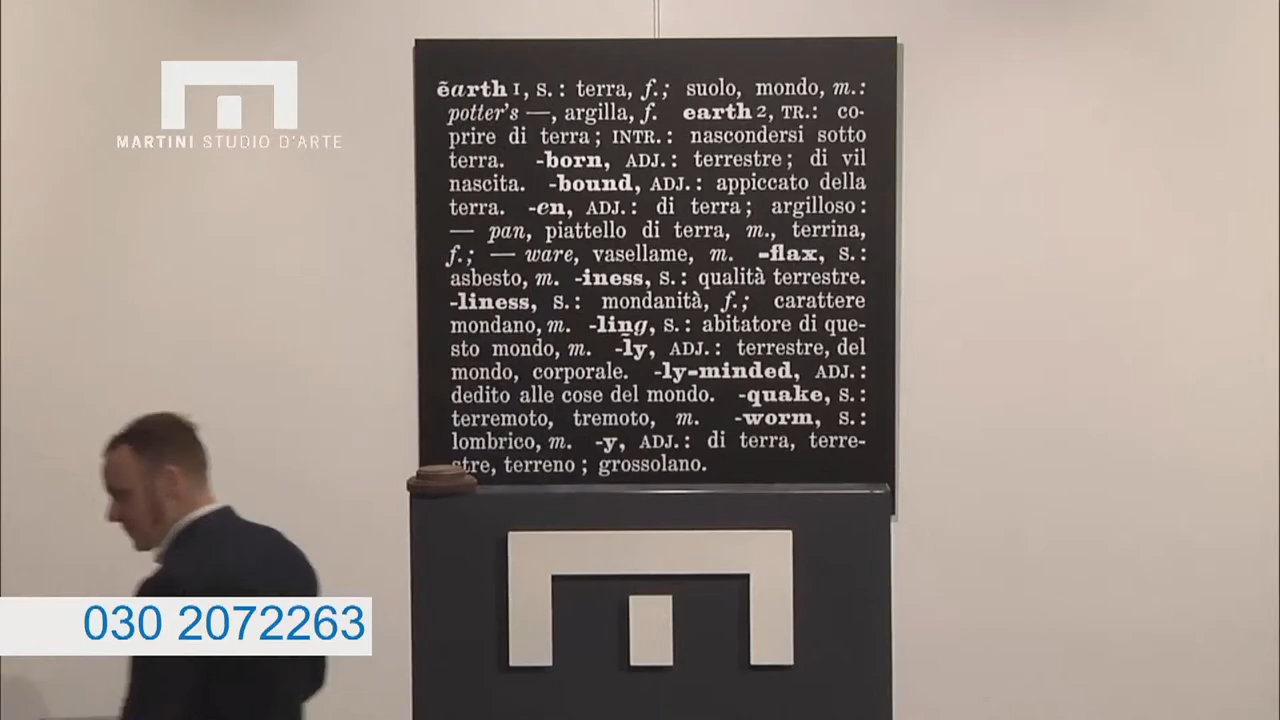 MARTINI STUDIO D'ARTE
ẽarth 1, S.: terra, f.; suolo, mondo, m.:
potter's —, argilla, f. earth 2, TR.: co-
prire di terra; INTR.: nascondersi sotto
terra. -born, ADJ.: terrestre; di vil
nascita. -bound, ADJ.: appiccato della
terra. -en, ADJ.: di terra; argilloso:
— pan, piattello di terra, m., terrina,
f.; — ware, vasellame, m. -flax, S.:
asbesto, m. -iness, S.: qualità terrestre.
-liness, S.: mondanità, f.; carattere
mondano, m. -ling, S.: abitatore di que-
sto mondo, m. -ly, ADJ.: terrestre, del
mondo, corporale. -ly-minded, ADJ.:
dedito alle cose del mondo. -quake, S.:
terremoto, tremoto, m. -worm, S.:
lombrico, m. -y, ADJ.: di terra, terre-
stre, terreno; grossolano.
030 2072263